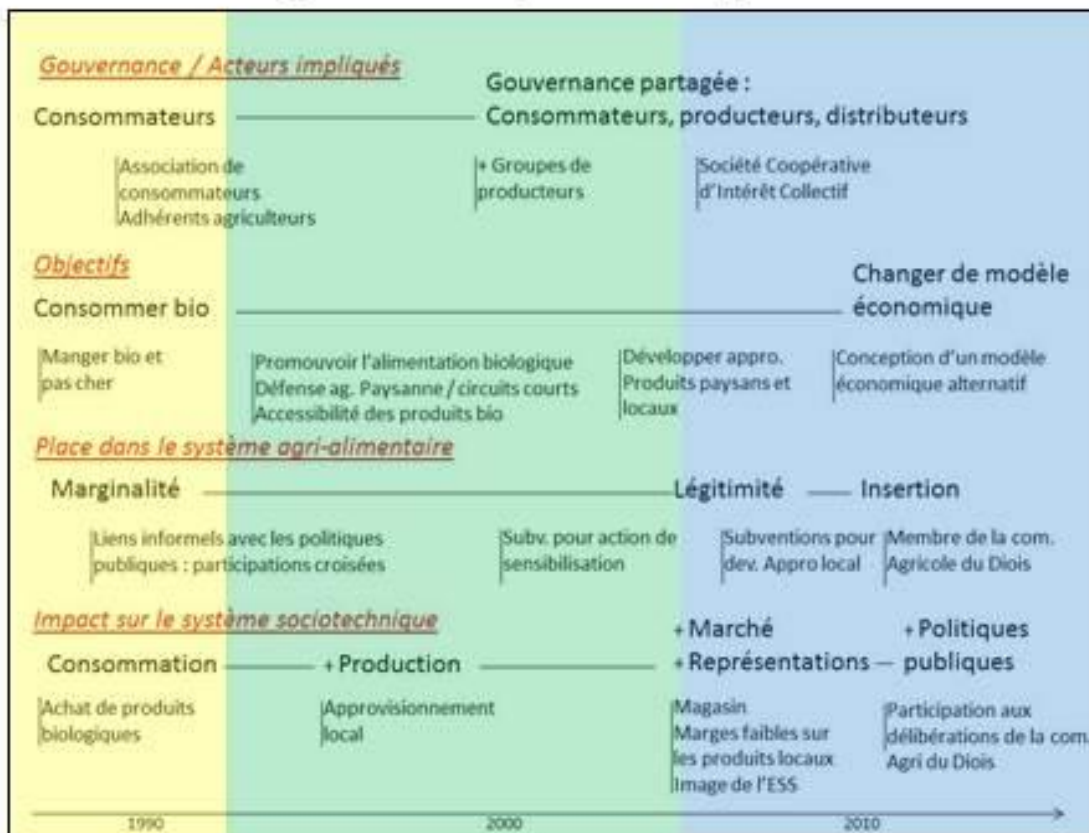 Gouvernance / Acteurs impliqués
Gouvernance partagée :
Consommateurs
Consommateurs, producteurs, distributeurs
Association de
consommateurs
Adhérents agriculteurs
+ Groupes de
producteurs
Société Coopérative
d'Intérêt Collectif
Objectifs
Consommer bio
Changer de modèle
économique
Manger bio et
pas cher
Promouvoir l'alimentation biologique
Défense ag. Paysanne / circuits courts
Accessibilité des produits bio
Développer appro.
Produits paysans et
locaux
Conception d'un modèle
économique alternatif
Place dans le système agri-alimentaire
Marginalité
Légitimité
Insertion
Liens informels avec les politiques
publiques : participations croisées
Subv. pour action de
sensibilisation
Subventions pour
dev. Appro local
Membre de la com.
Agricole du Diois
Impact sur le système sociotechnique
Consommation
+ Production
+ Marché
+ Représentations
+ Politiques
publiques
Achat de produits
biologiques
Approvisionnement
local
Magasin
Marges faibles sur
les produits locaux
Image de l'ESS
Participation aux
délibérations de la com.
Agri du Diois
1990
2000
2010